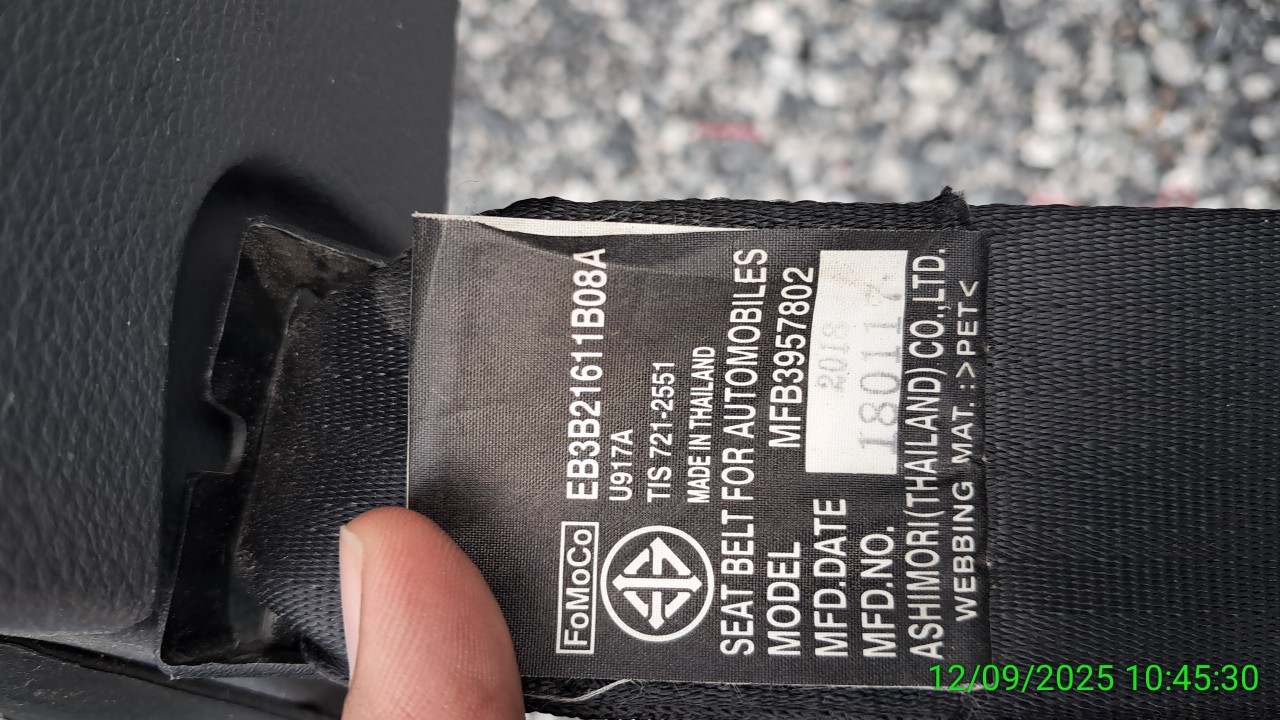 FoMoCo EB3B21611B08A
U917A
TIS 721-2551
MADE IN THAILAND
SEAT BELT FOR AUTOMOBILES
MODEL MFB3957802
MFD.DATE 2018
MFD.NO. 180117.
ASHIMORI(THAILAND) CO.,LTD.
WEBBING MAT. :>PET<
12/09/2025 10:45:30